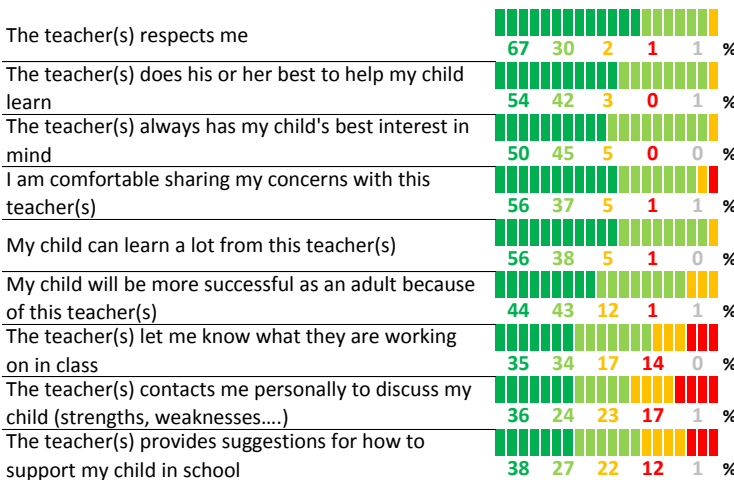 The teacher(s) respects me
67 30 2 1 1 %
The teacher(s) does his or her best to help my child
learn
54 42 3 0 1 %
The teacher(s) always has my child's best interest in
mind
50 45 5 0 0 %
I am comfortable sharing my concerns with this
teacher(s)
56 37 5 1 1 %
My child can learn a lot from this teacher(s)
56 38 5 1 0 %
My child will be more successful as an adult because
of this teacher(s)
44 43 12 1 1 %
The teacher(s) let me know what they are working
on in class
35 34 17 14 0 %
The teacher(s) contacts me personally to discuss my
child (strengths, weaknesses....)
36 24 23 17 1 %
The teacher(s) provides suggestions for how to
support my child in school
38 27 22 12 1 %